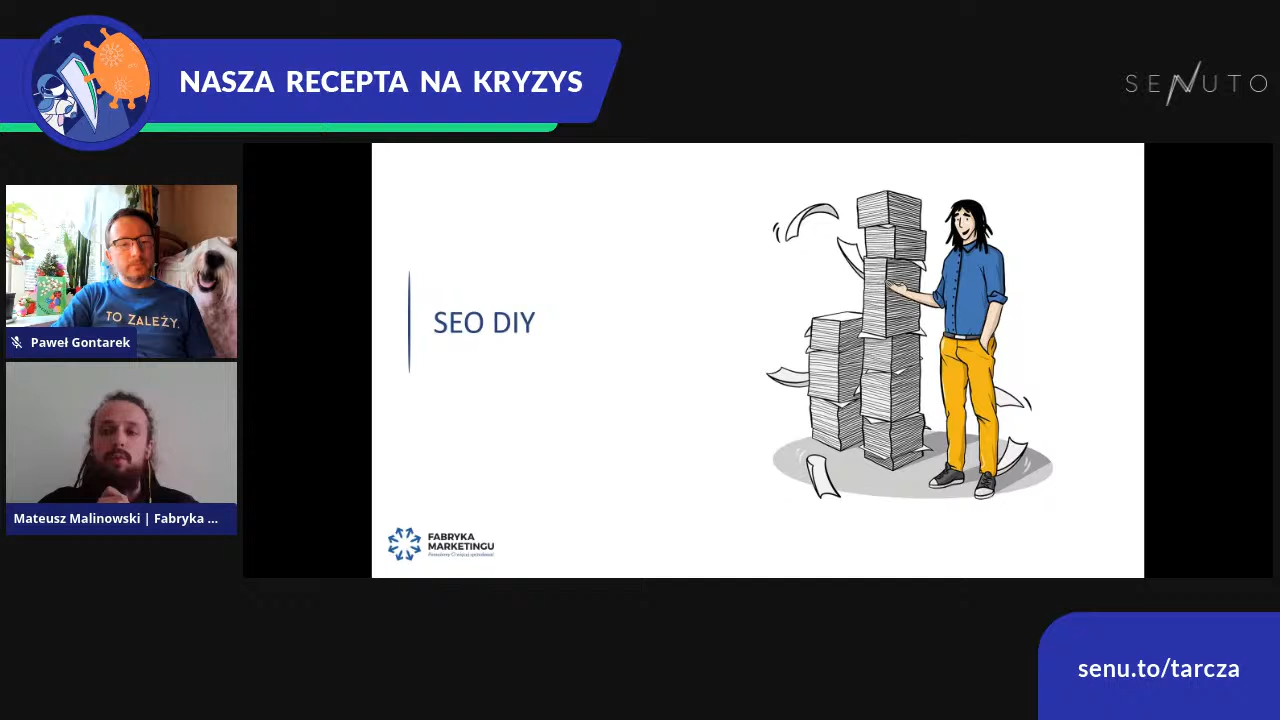 NASZA RECEPTA NA KRYZYS
SENUTO
TO ZALEŻY.
Paweł Gontarek
Mateusz Malinowski | Fabryka ...
SEO DIY
FABRYKA
MARKETINGU
senu.to/tarcza